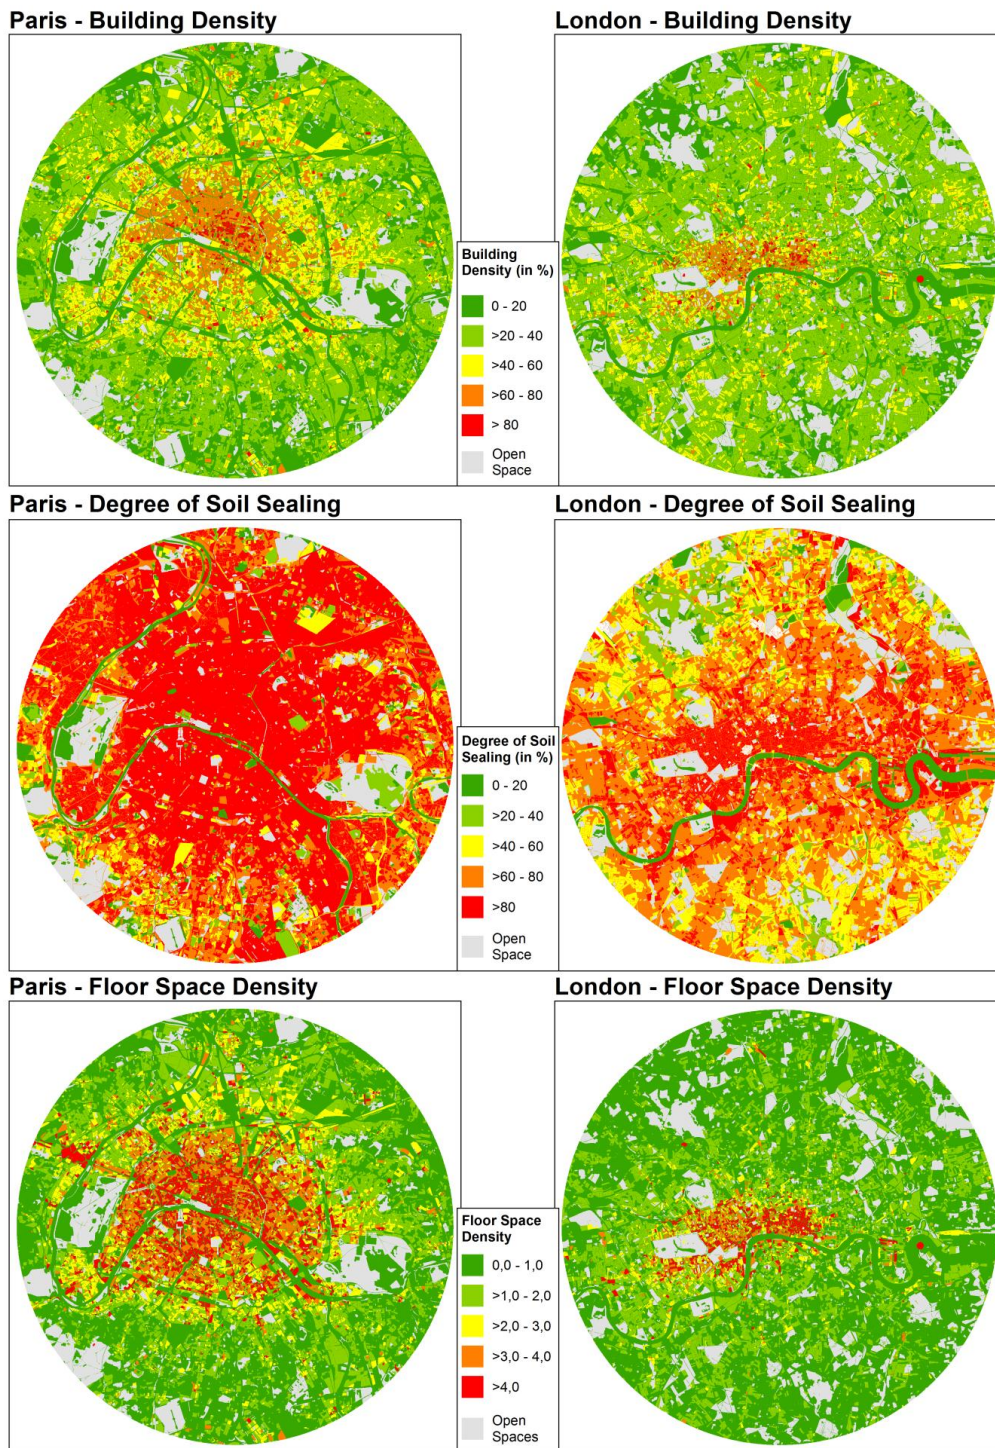 Paris - Building Density
London - Building Density
Building
Density (in %)
0 - 20
>20 - 40
>40 - 60
>60 - 80
> 80
Open
Space
Paris - Degree of Soil Sealing
London - Degree of Soil Sealing
Degree of Soil
Sealing (in %)
0 - 20
>20 - 40
>40 - 60
>60 - 80
>80
Open
Space
Paris - Floor Space Density
London - Floor Space Density
Floor Space
Density
0,0 - 1,0
>1,0 - 2,0
>2,0 - 3,0
>3,0 - 4,0
>4,0
Open
Spaces